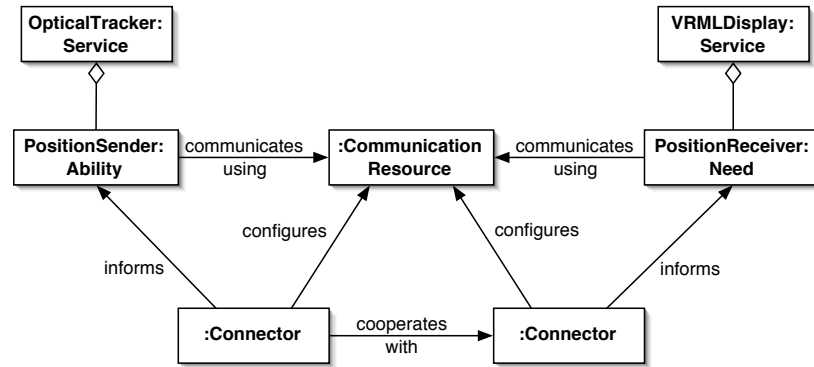 OpticalTracker:
Service
VRMLDisplay:
Service
PositionSender:
Ability
communicates
using
:Communication
Resource
communicates
using
PositionReceiver:
Need
informs
configures
configures
informs
:Connector
cooperates
with
:Connector